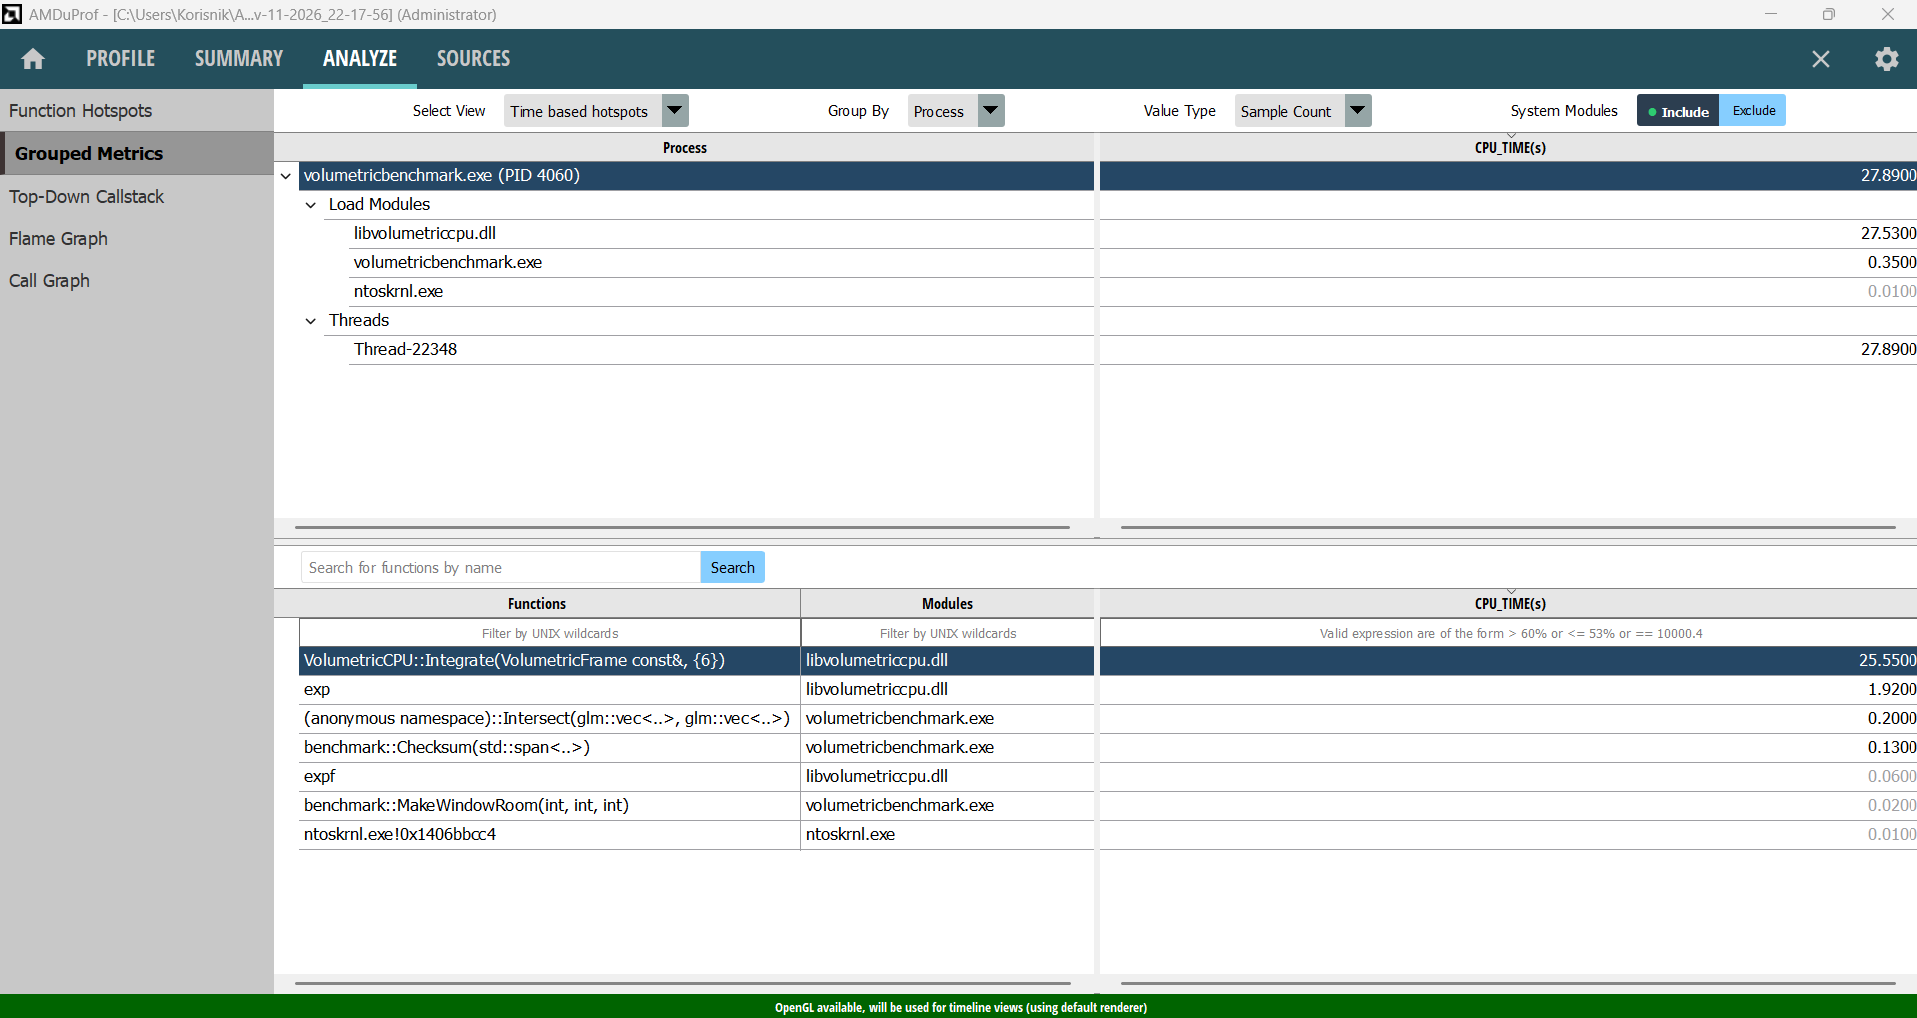 AMDuProf - [C:\Users\Korisnik\A...v-11-2026_22-17-56] (Administrator)
PROFILE SUMMARY ANALYZE SOURCES
Function Hotspots
Grouped Metrics
Top-Down Callstack
Flame Graph
Call Graph
Select View Time based hotspots Group By Process Value Type Sample Count System Modules Include Exclude
Process CPU_TIME(s)
volumetricbenchmark.exe (PID 4060) 27.8900
Load Modules
libvolumetriccpu.dll 27.5300
volumetricbenchmark.exe 0.3500
ntoskrnl.exe 0.0100
Threads
Thread-22348 27.8900
Search for functions by name Search
Functions Modules CPU_TIME(s)
Filter by UNIX wildcards Filter by UNIX wildcards Valid expression are of the form > 60% or <= 53% or == 10000.4
VolumetricCPU::Integrate(VolumetricFrame const&, {6}) libvolumetriccpu.dll 25.5500
exp libvolumetriccpu.dll 1.9200
(anonymous namespace)::Intersect(glm::vec<..>, glm::vec<..>) volumetricbenchmark.exe 0.2000
benchmark::Checksum(std::span<..>) volumetricbenchmark.exe 0.1300
expf libvolumetriccpu.dll 0.0600
benchmark::MakeWindowRoom(int, int, int) volumetricbenchmark.exe 0.0200
ntoskrnl.exe!0x1406bbcc4 ntoskrnl.exe 0.0100
OpenGL available, will be used for timeline views (using default renderer)